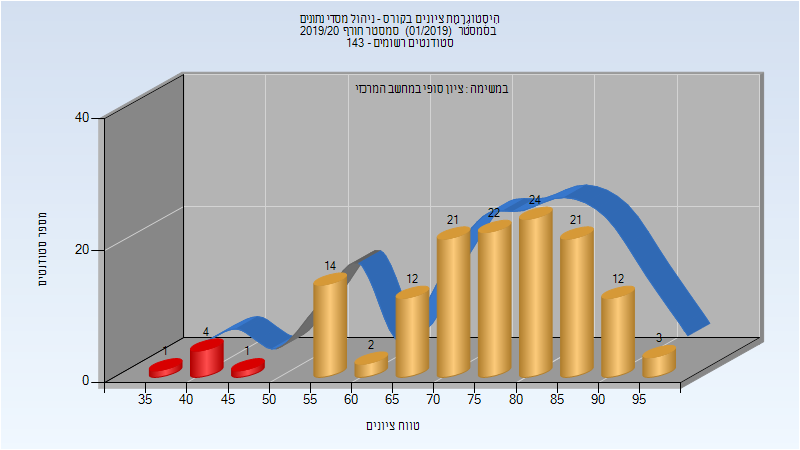 היסטוגרמת ציונים בקורס - ניהול מסדי נתונים
בסמסטר (01/2019) סמסטר חורף 2019/20
סטודנטים רשומים - 143
במשימה : ציון סופי במחשב המרכזי
מספר סטודנטים
40
20
0
1
4
1
14
2
12
21
22
24
21
12
3
35 40 45 50 55 60 65 70 75 80 85 90 95
טווח ציונים